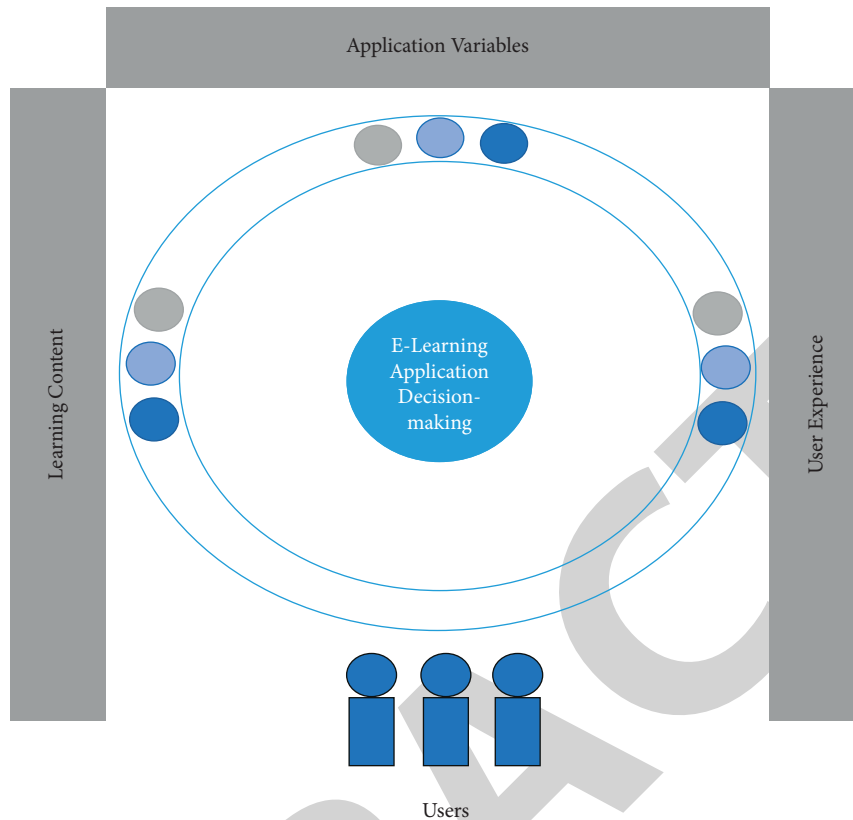 Application Variables
Learning Content
E-Learning
Application
Decision-
making
User Experience
Users